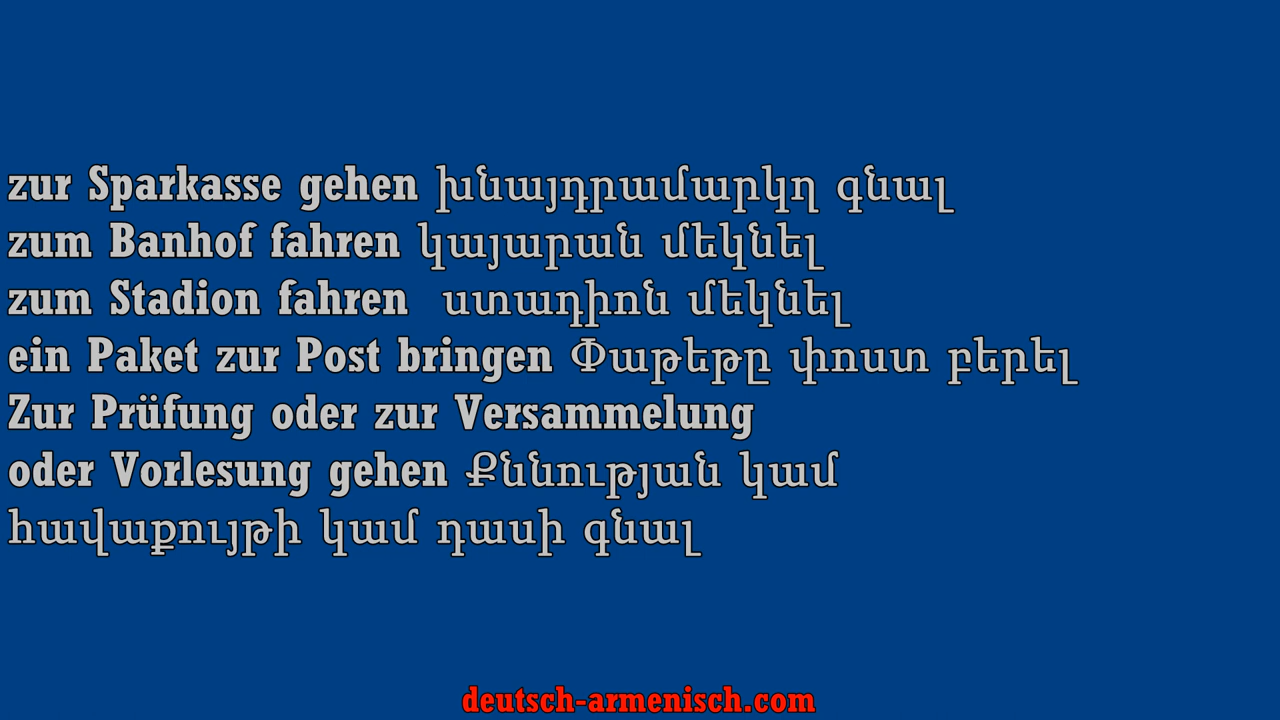 zur Sparkasse gehen խնայդրամարկղ գնալ
zum Banhof fahren կայարան մեկնել
zum Stadion fahren ստադիոն մեկնել
ein Paket zur Post bringen Փաթեթը փոստ բերել
Zur Prüfung oder zur Versammelung
oder Vorlesung gehen Քննության կամ
հավաքույթի կամ դասի գնալ
deutsch-armenisch.com